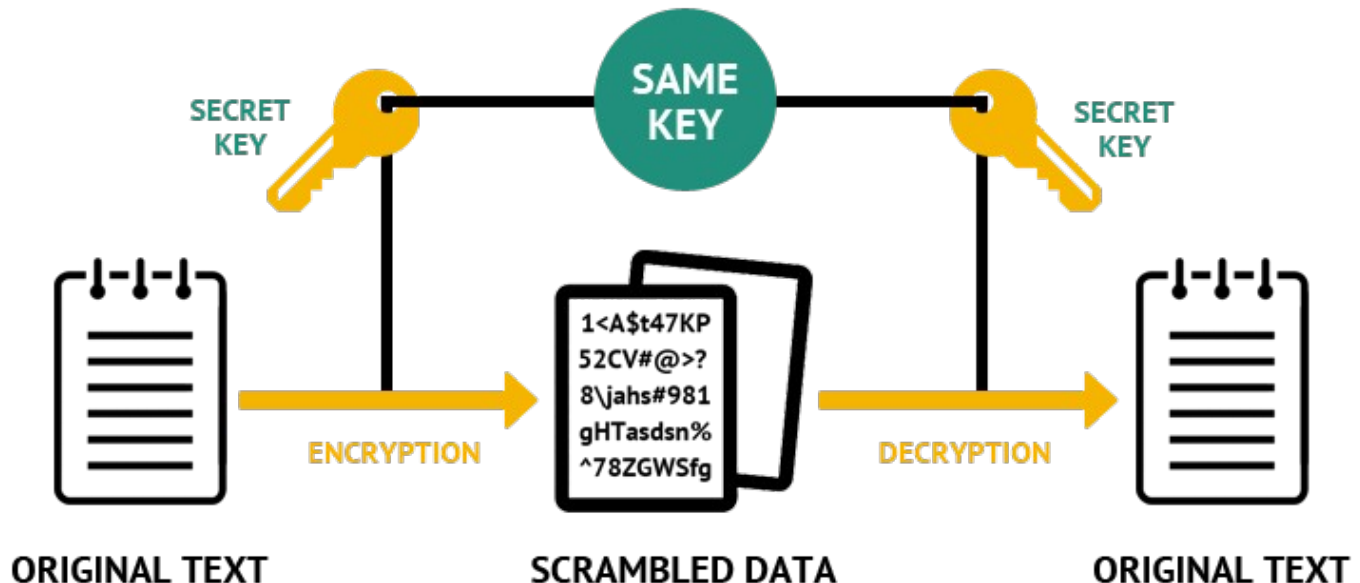 SAME
KEY
SECRET
KEY
SECRET
KEY
1<A$t47KP
52CV#@>?
8\jahs#981
gHTasdsn%
^78ZGWSfg
ENCRYPTION
DECRYPTION
ORIGINAL TEXT
SCRAMBLED DATA
ORIGINAL TEXT